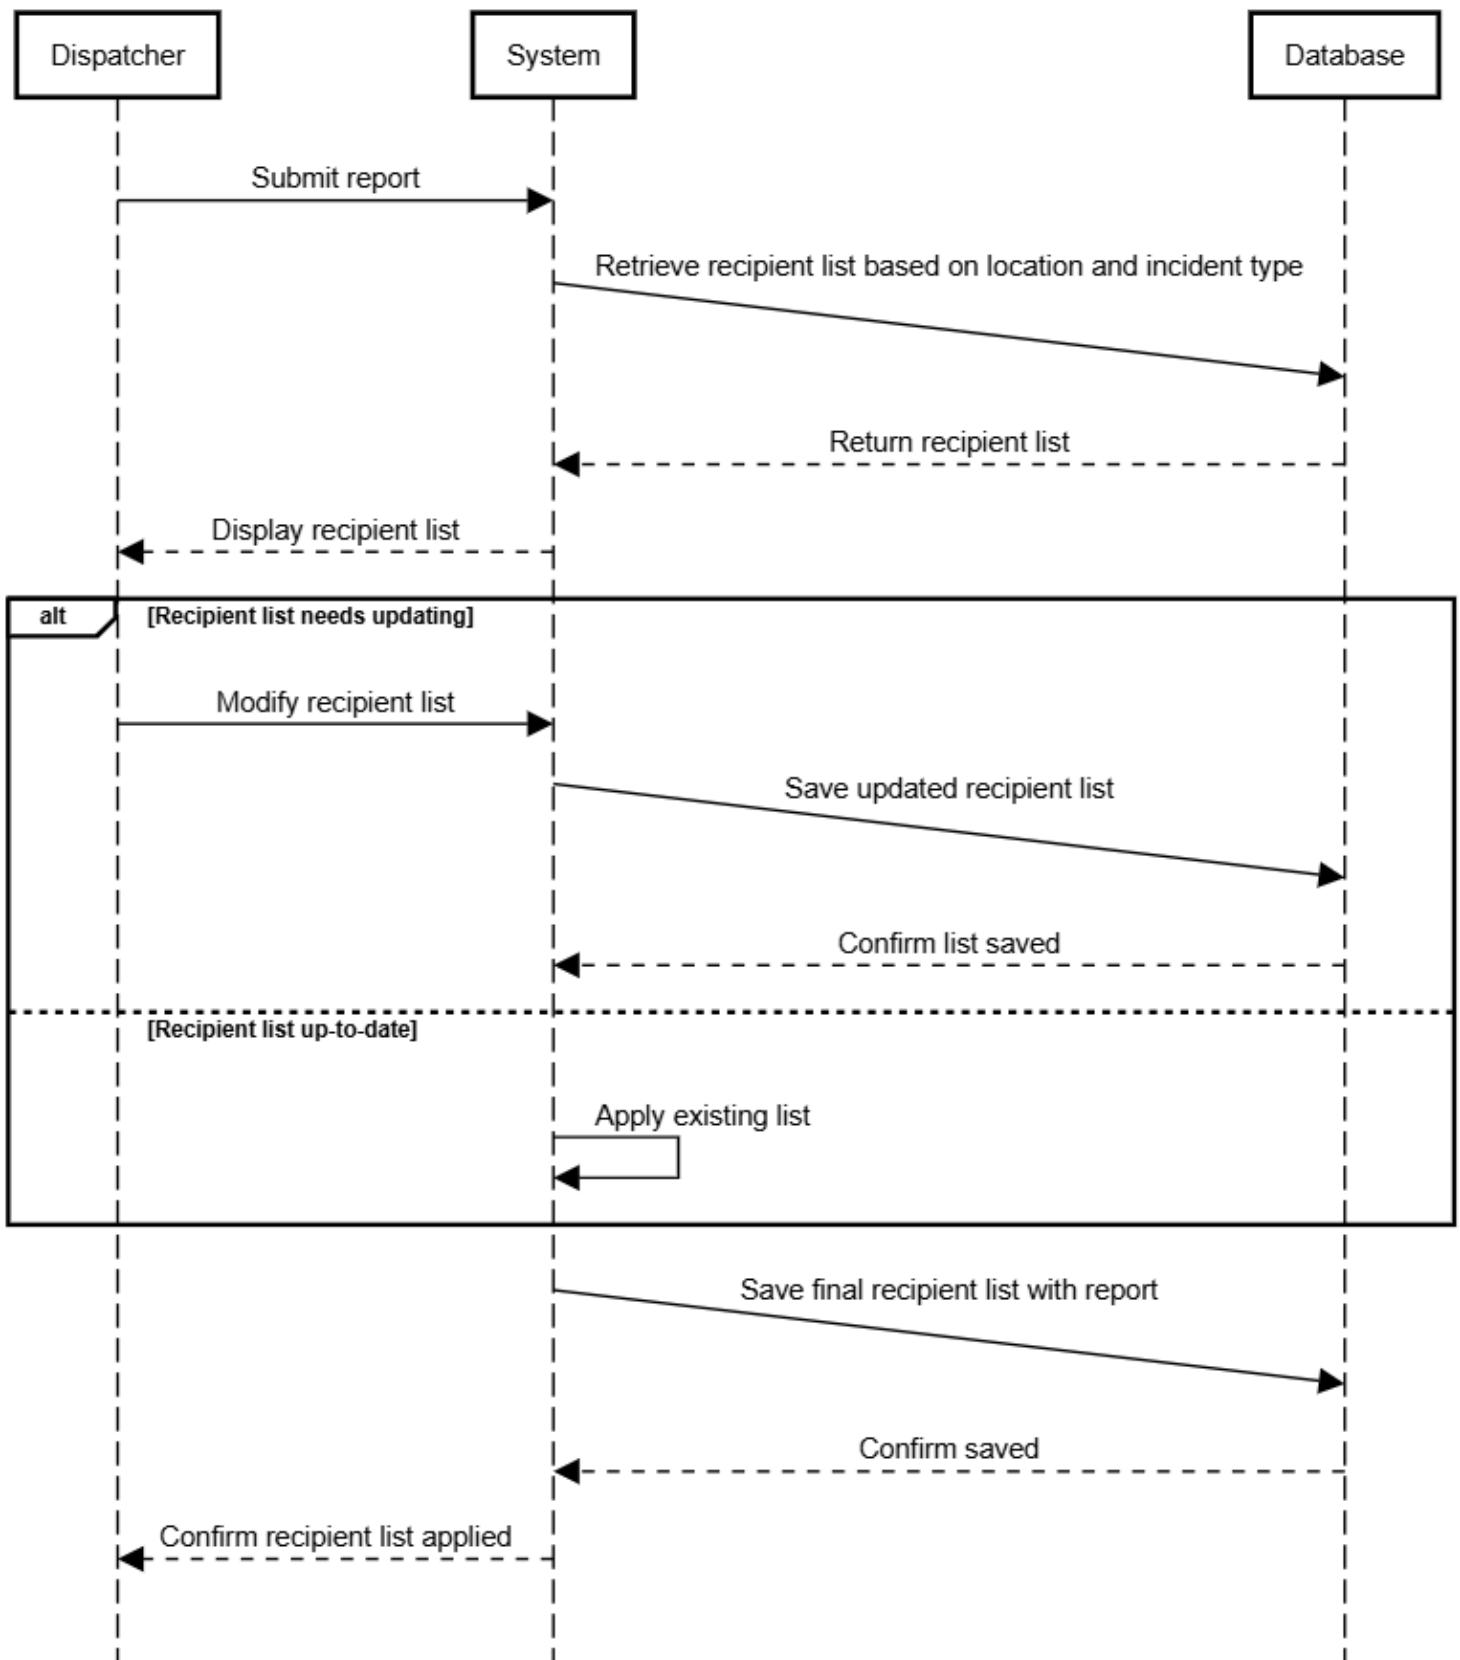 Dispatcher
System
Database
Submit report
Retrieve recipient list based on location and incident type
Return recipient list
Display recipient list
alt
[Recipient list needs updating]
Modify recipient list
Save updated recipient list
Confirm list saved
[Recipient list up-to-date]
Apply existing list
Save final recipient list with report
Confirm saved
Confirm recipient list applied